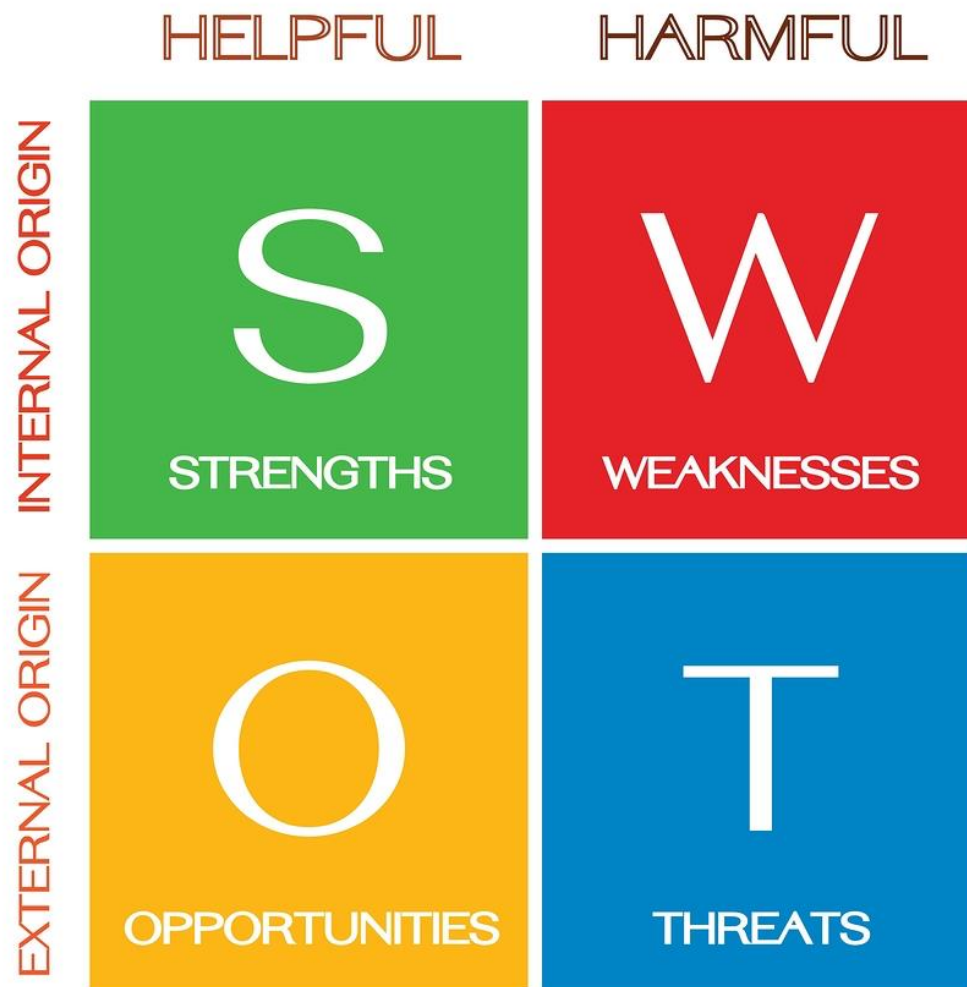 HELPFUL HARMFUL
INTERNAL ORIGIN
S
STRENGTHS
W
WEAKNESSES
EXTERNAL ORIGIN
O
OPPORTUNITIES
T
THREATS